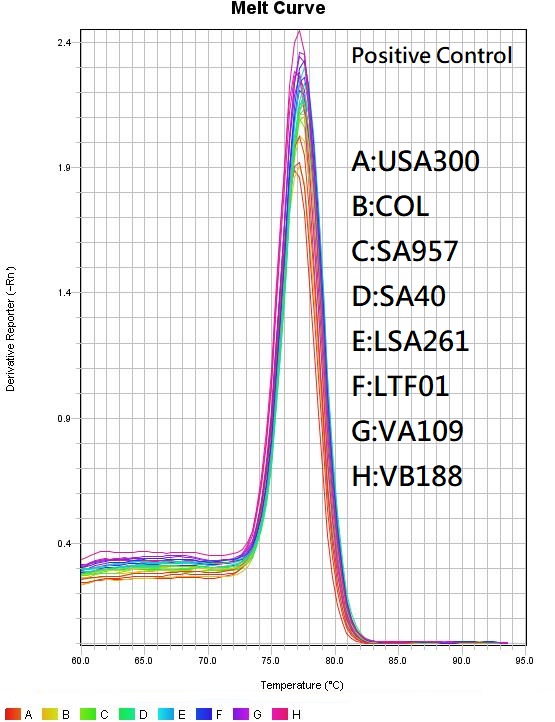 Melt Curve
Positive Control
A:USA300
B:COL
C:SA957
D:SA40
E:LSA261
F:LTF01
G:VA109
H:VB188
Derivative Reporter (-Rn')
2.4
1.9
1.4
0.9
0.4
60.0 65.0 70.0 75.0 80.0 85.0 90.0 95.0
Temperature (°C)
A B C D E F G H